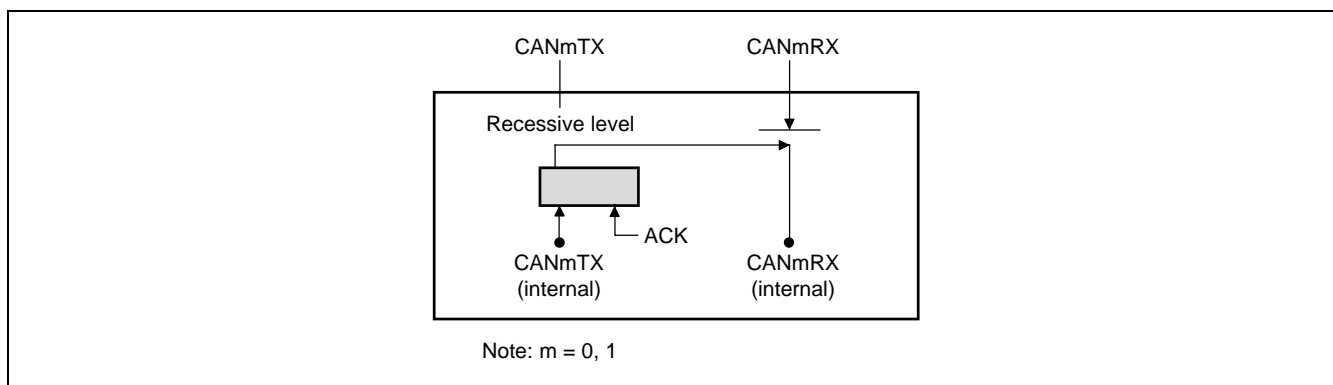 CANmTX
CANmRX
Recessive level
ACK
CANmTX
(internal)
CANmRX
(internal)
Note: m = 0, 1